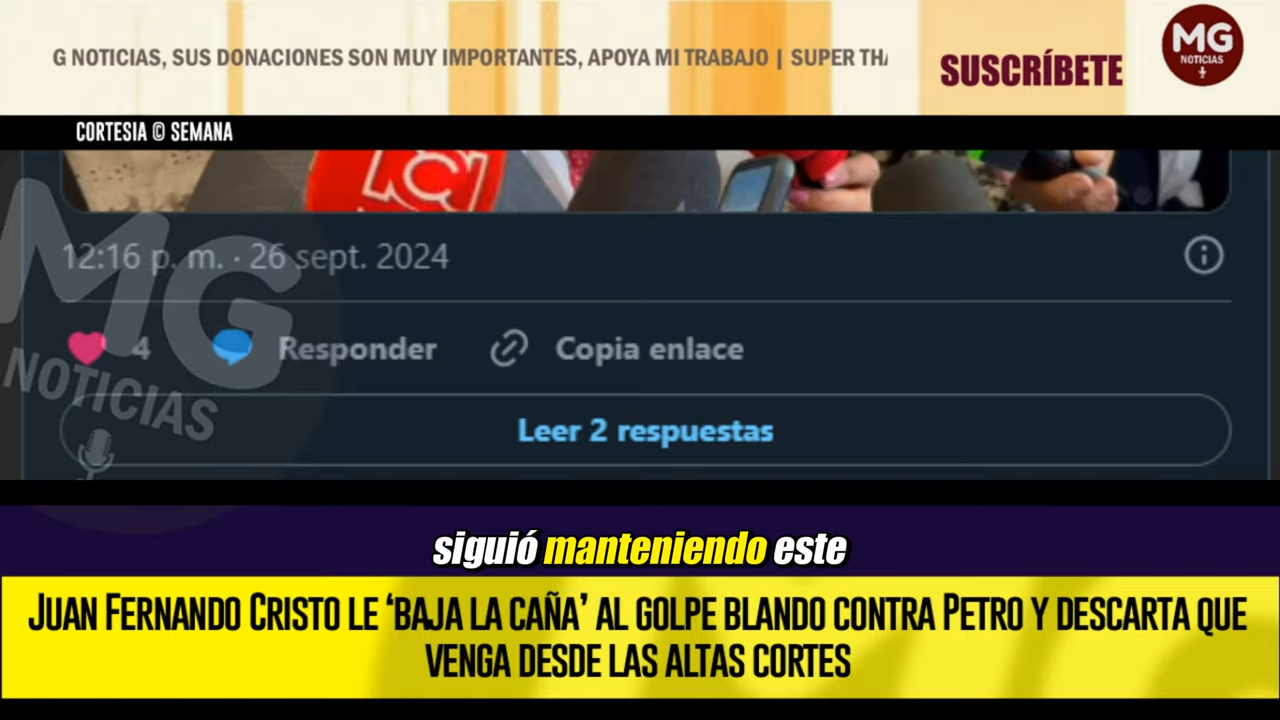 G NOTICIAS, SUS DONACIONES SON MUY IMPORTANTES, APOYA MI TRABAJO | SUPER
SUSCRÍBETE
MG
NOTICIAS
CORTESIA © SEMANA
RCN
12:16 p. m. · 26 sept. 2024
4
Responder
Copia enlace
Leer 2 respuestas
MG
NOTICIAS
siguió manteniendo este
JUAN FERNANDO CRISTO LE ‘BAJA LA CAÑA’ AL GOLPE BLANDO CONTRA PETRO Y DESCARTA QUE
VENGA DESDE LAS ALTAS CORTES